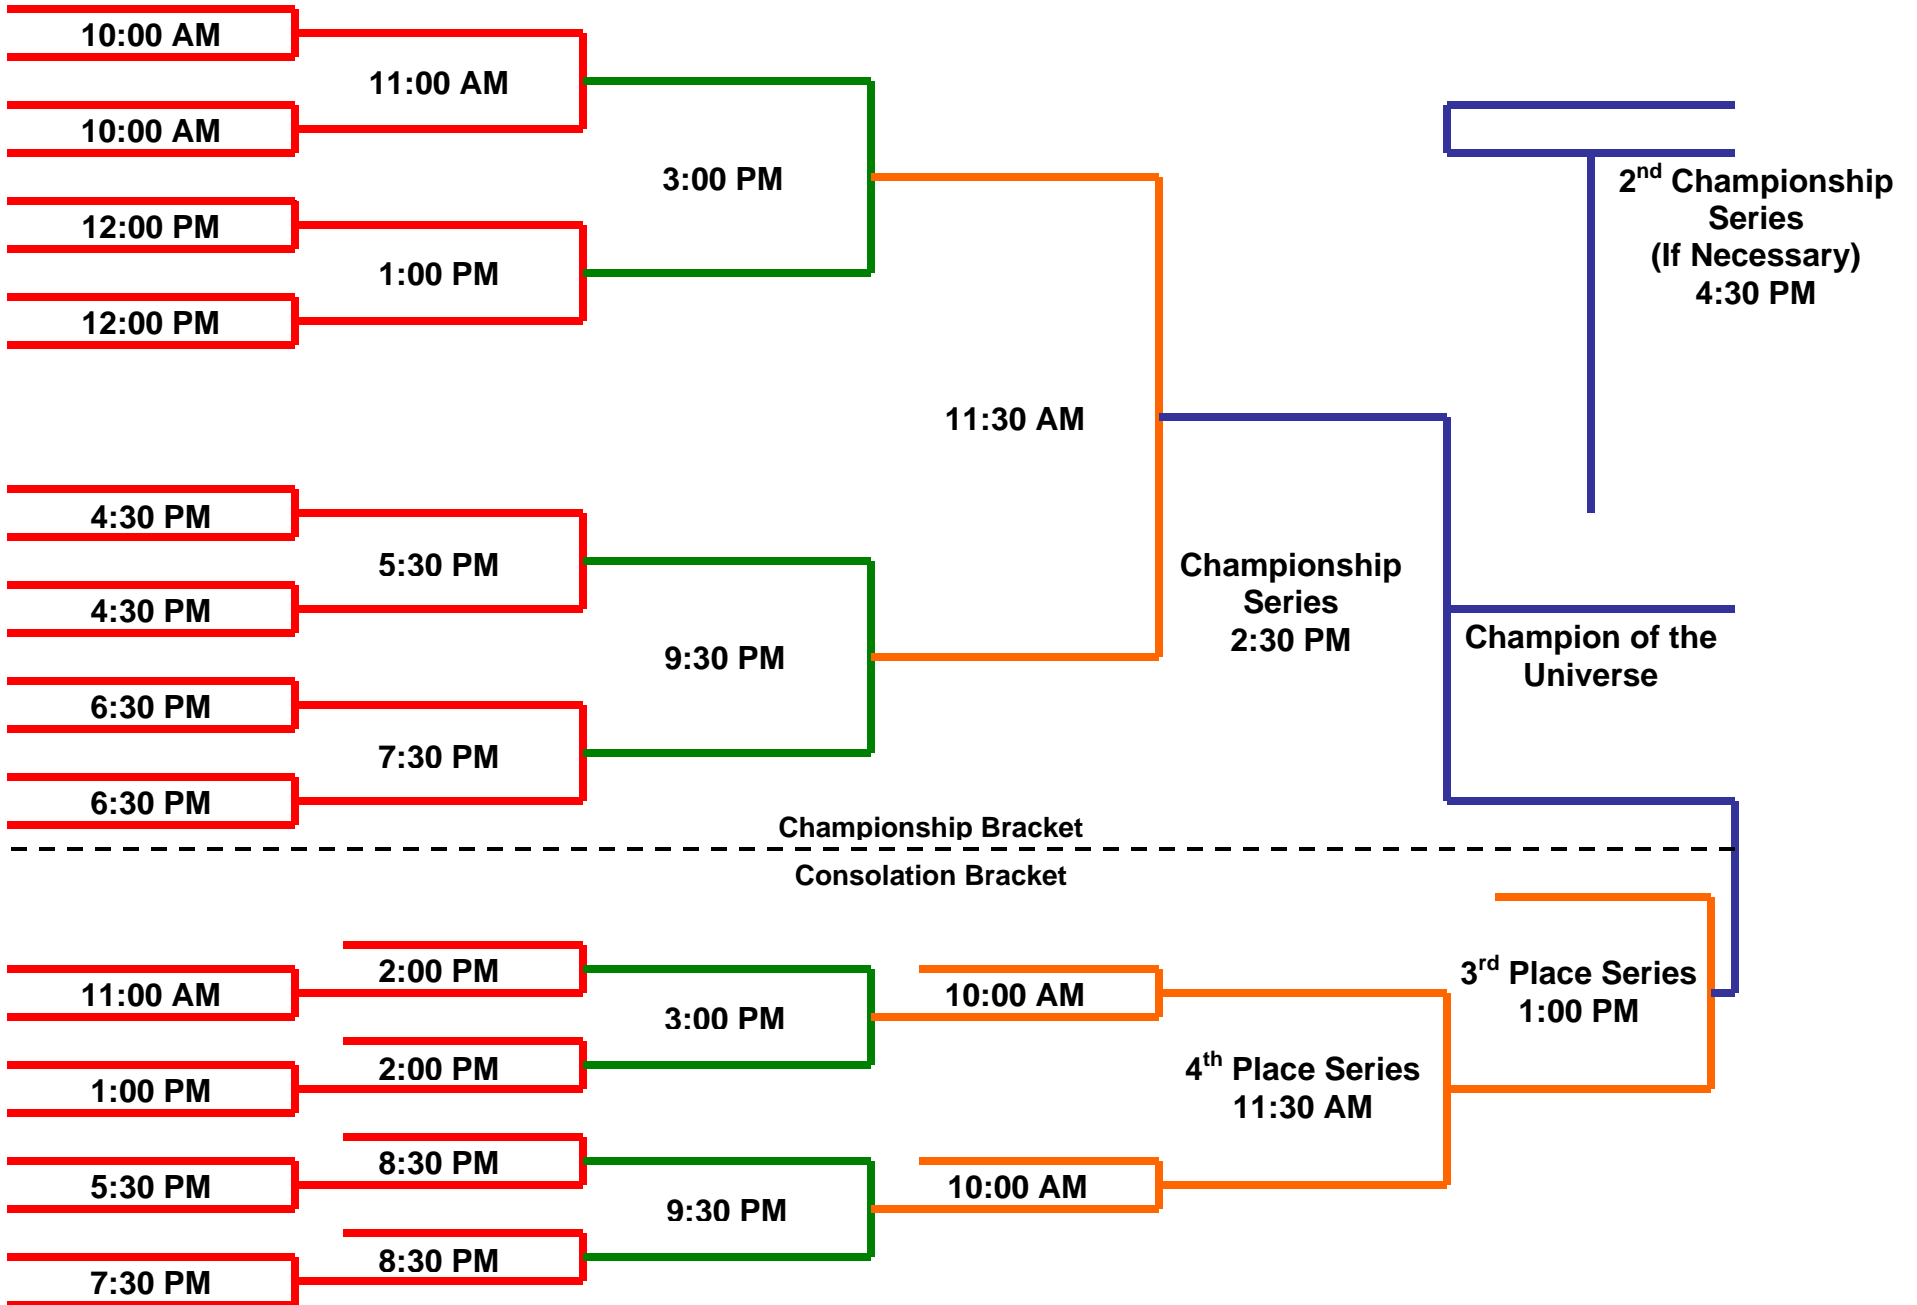 10:00 AM
11:00 AM
10:00 AM
3:00 PM
12:00 PM
1:00 PM
12:00 PM
2nd Championship
Series
(If Necessary)
4:30 PM
11:30 AM
4:30 PM
5:30 PM
4:30 PM
9:30 PM
6:30 PM
7:30 PM
6:30 PM
Championship
Series
2:30 PM
Champion of the
Universe
Championship Bracket
Consolation Bracket
11:00 AM
2:00 PM
3:00 PM
1:00 PM
2:00 PM
5:30 PM
8:30 PM
9:30 PM
7:30 PM
8:30 PM
10:00 AM
10:00 AM
4th Place Series
11:30 AM
3rd Place Series
1:00 PM